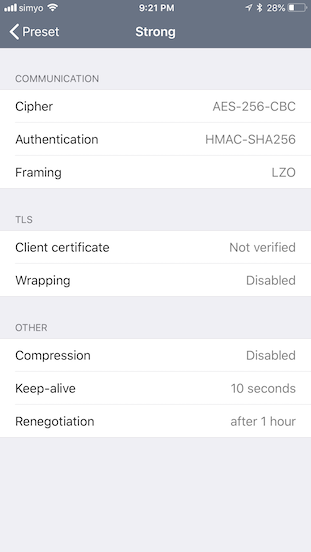 simyo 9:21 PM 28%
Preset Strong
COMMUNICATION
Cipher AES-256-CBC
Authentication HMAC-SHA256
Framing LZO
TLS
Client certificate Not verified
Wrapping Disabled
OTHER
Compression Disabled
Keep-alive 10 seconds
Renegotiation after 1 hour